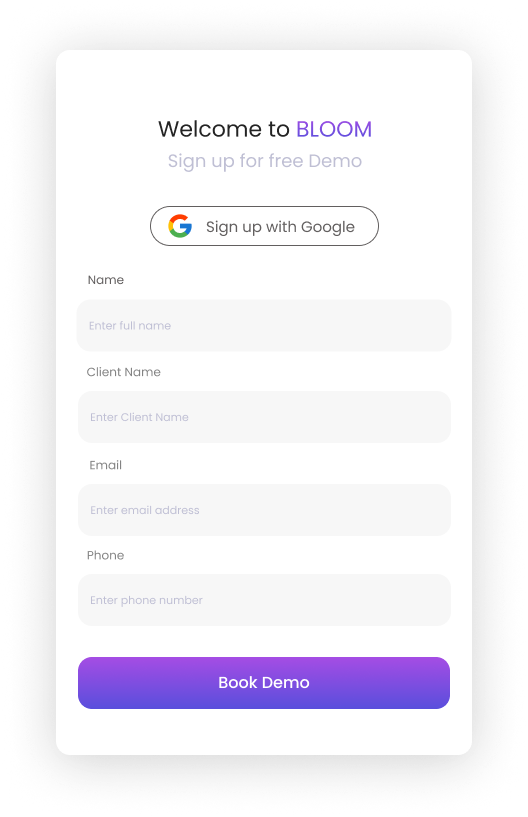 Welcome to BLOOM
Sign up for free Demo
Sign up with Google
Name
Enter full name
Client Name
Enter Client Name
Email
Enter email address
Phone
Enter phone number
Book Demo